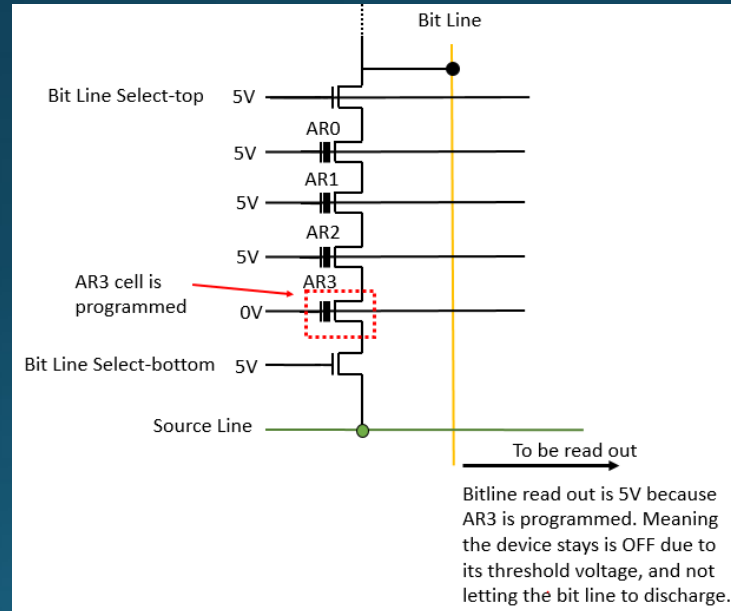 Bit Line
Bit Line Select-top 5V
AR0
5V
AR1
5V
AR2
5V
AR3 cell is
programmed
AR3
0V
Bit Line Select-bottom 5V
Source Line
To be read out
Bitline read out is 5V because
AR3 is programmed. Meaning
the device stays is OFF due to
its threshold voltage, and not
letting the bit line to discharge.